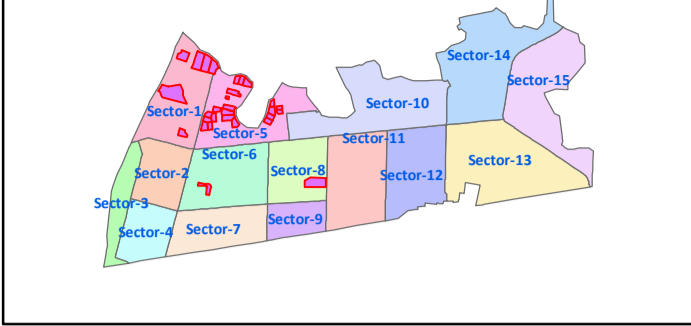 Sector-14
Sector-15
Sector-10
Sector-1
Sector-5
Sector-11
Sector-6
Sector-13
Sector-8
Sector-2
Sector-12
Sector-3
Sector-9
Sector-7
Sector-4